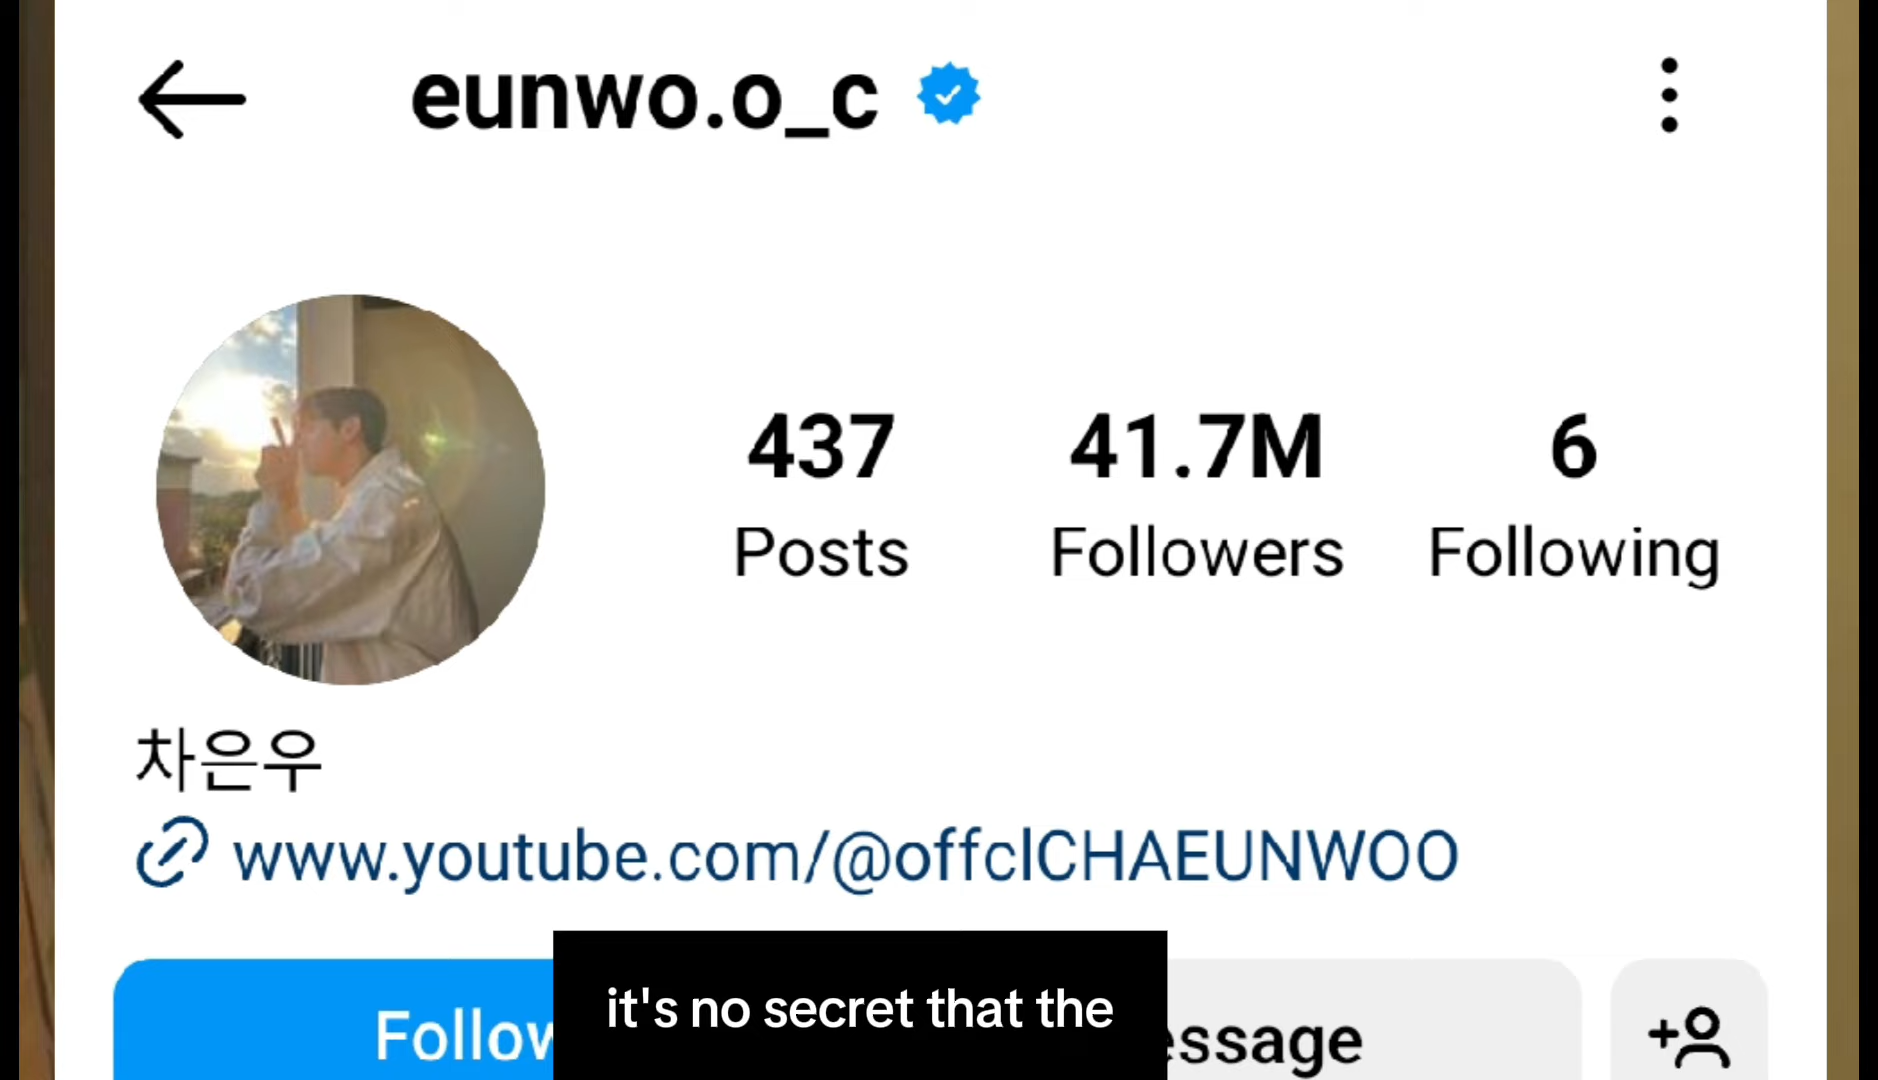 eunwo.o_c
437 41.7M 6
Posts Followers Following
차은우
www.youtube.com/@offclCHAEUNWOO
it's no secret that the